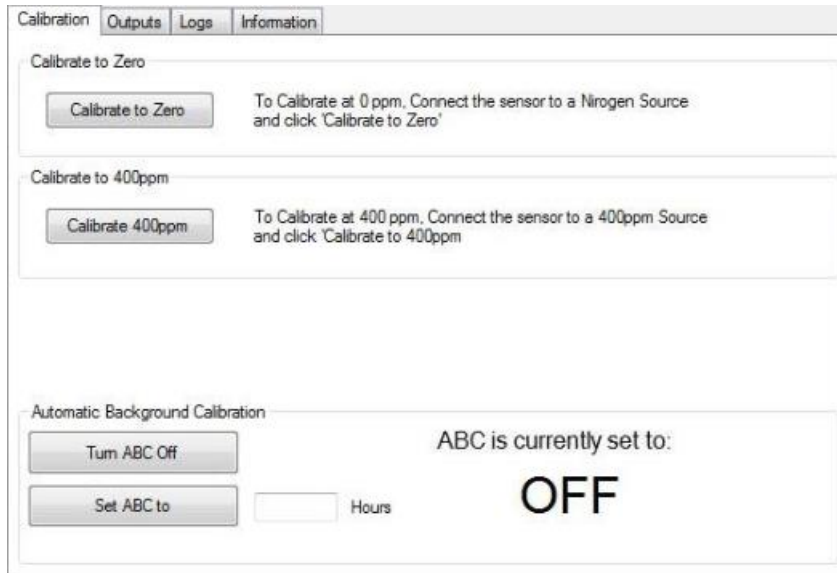 Calibration Outputs Logs Information
Calibrate to Zero
Calibrate to Zero
To Calibrate at 0 ppm, Connect the sensor to a Nirogen Source
and click 'Calibrate to Zero'
Calibrate to 400ppm
Calibrate 400ppm
To Calibrate at 400 ppm, Connect the sensor to a 400ppm Source
and click 'Calibrate to 400ppm
Automatic Background Calibration
Turn ABC Off
ABC is currently set to:
Set ABC to
Hours
OFF